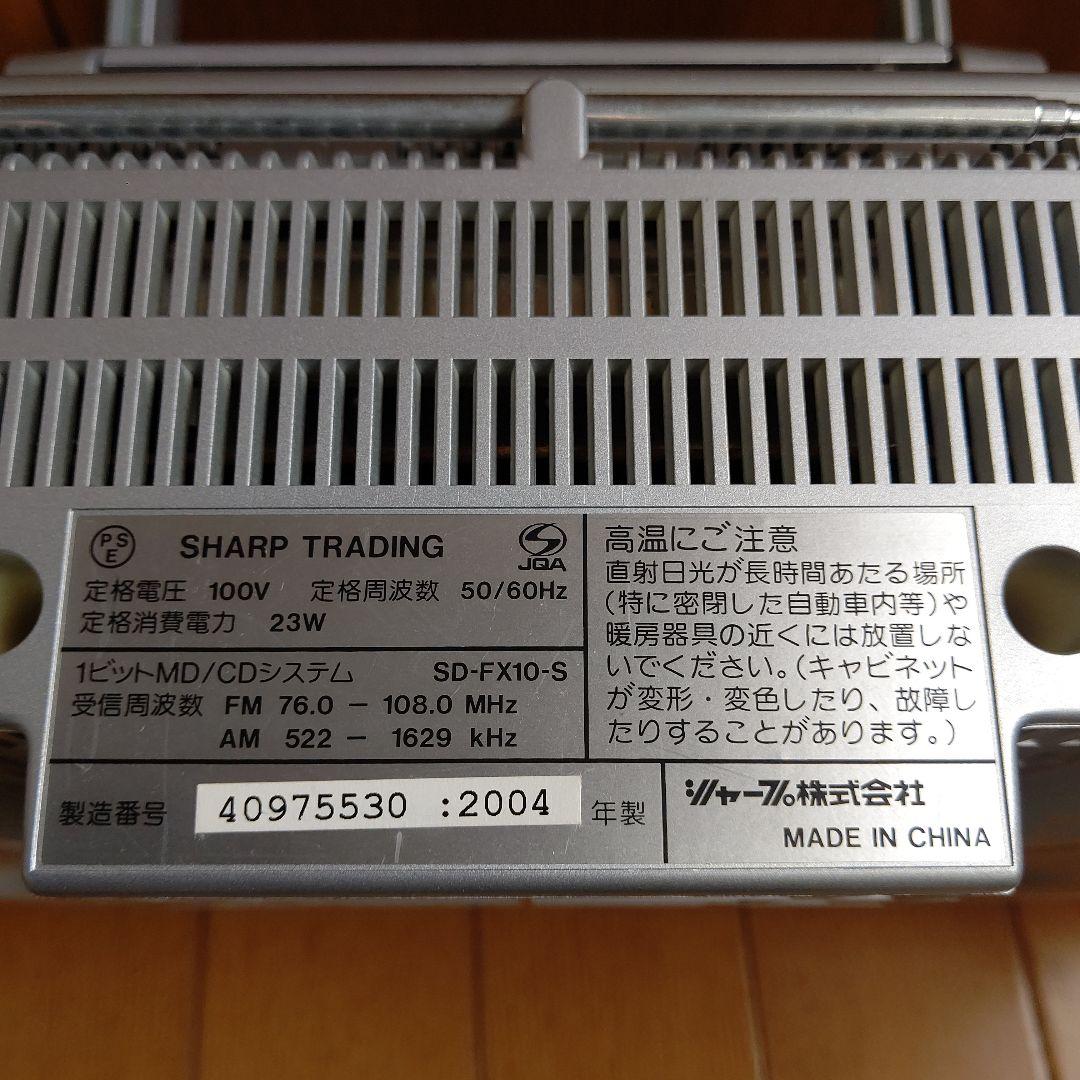 PSE SHARP TRADING JQA
定格電圧 100V 定格周波数 50/60Hz
定格消費電力 23W
1ビットMD/CDシステム SD-FX10-S
受信周波数 FM 76.0 - 108.0 MHz
AM 522 - 1629 kHz
高温にご注意
直射日光が長時間あたる場所
(特に密閉した自動車内等)や
暖房器具の近くには放置しな
いでください。(キャビネット
が変形・変色したり、故障し
たりすることがあります。)
製造番号 40975530 :2004 年製
シャープ株式会社
MADE IN CHINA